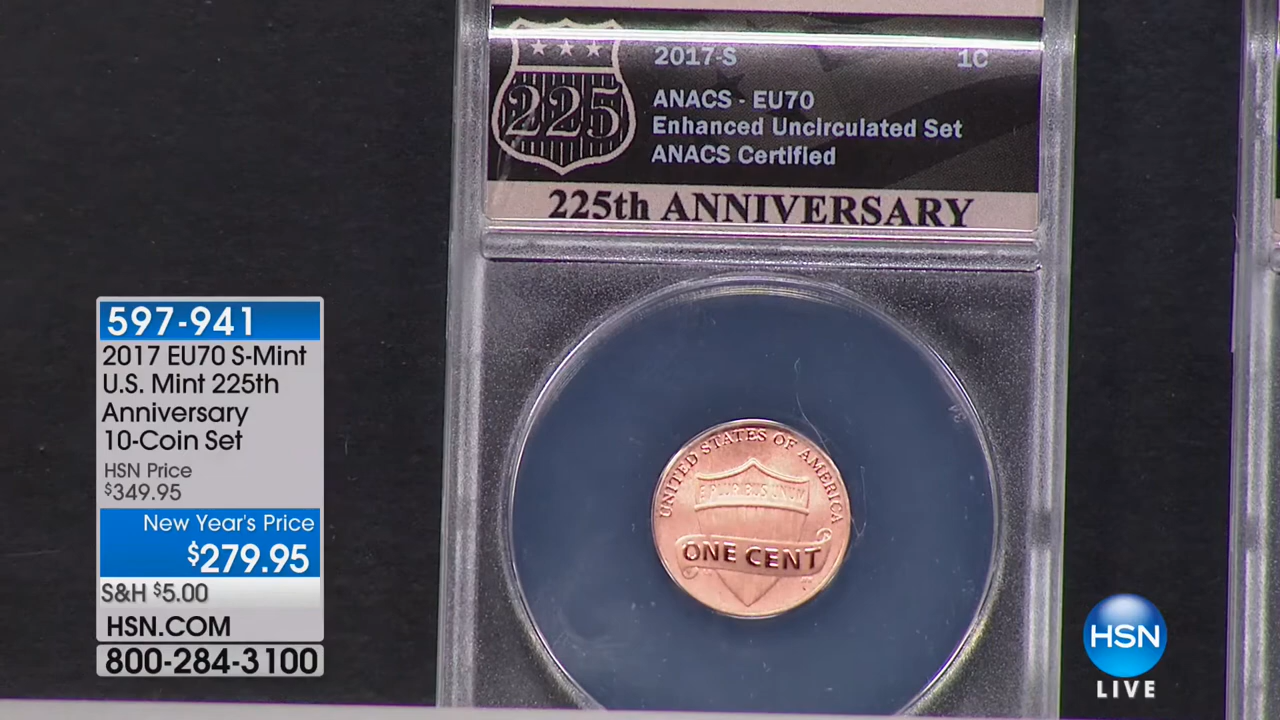 225
2017-S 1C
ANACS - EU70
Enhanced Uncirculated Set
ANACS Certified
225th ANNIVERSARY
UNITED STATES OF AMERICA
E PLURIBUS UNUM
ONE CENT
597-941
2017 EU70 S-Mint
U.S. Mint 225th
Anniversary
10-Coin Set
HSN Price
$349.95
New Year's Price
$279.95
S&H $5.00
HSN.COM
800-284-3100
HSN
LIVE